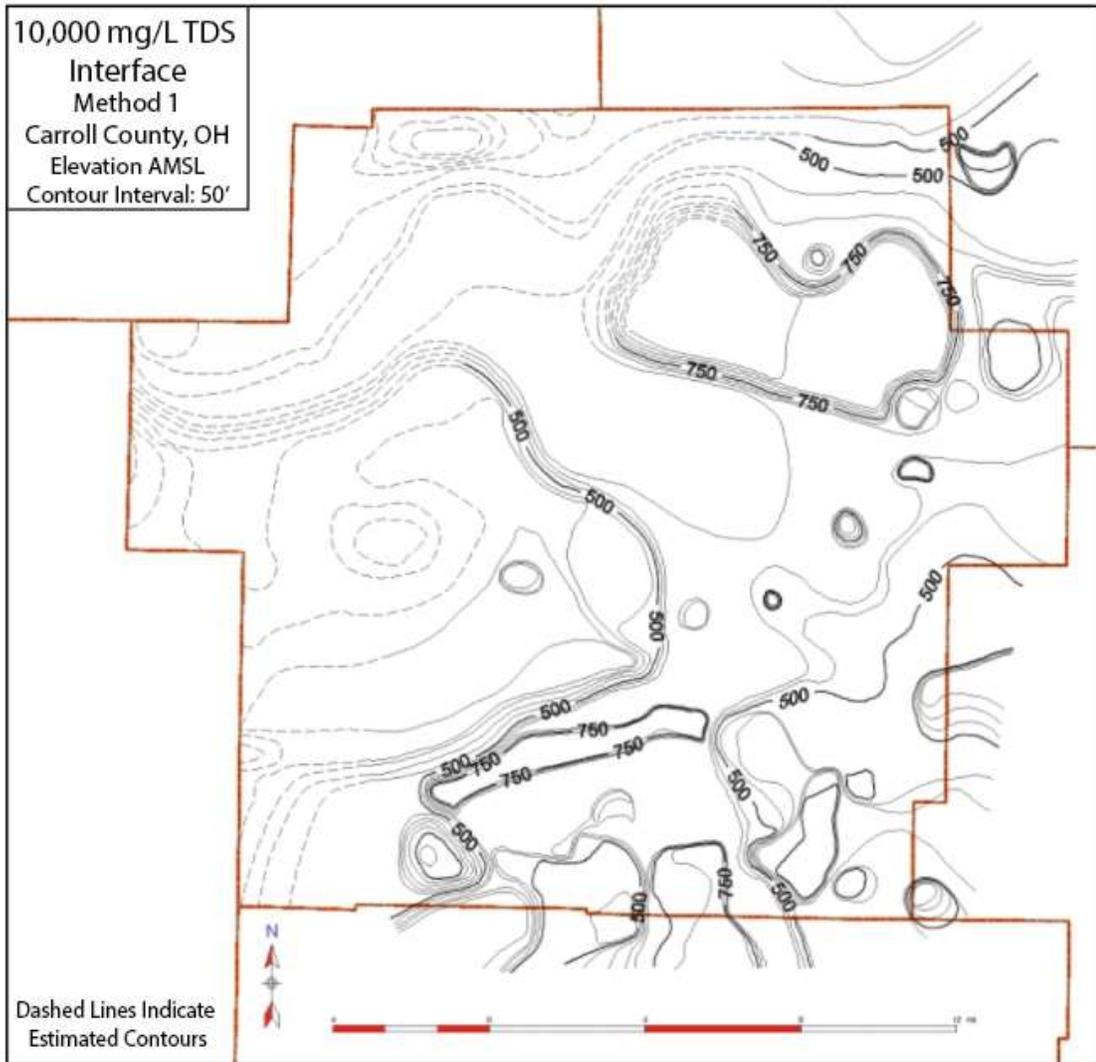 10,000 mg/L TDS
Interface
Method 1
Carroll County, OH
Elevation AMSL
Contour Interval: 50'
500
500
500
750
750
750
750
750
500
500
500
500
500
500
750
500
750
750
500
500
750
500
500
N
Dashed Lines Indicate
Estimated Contours